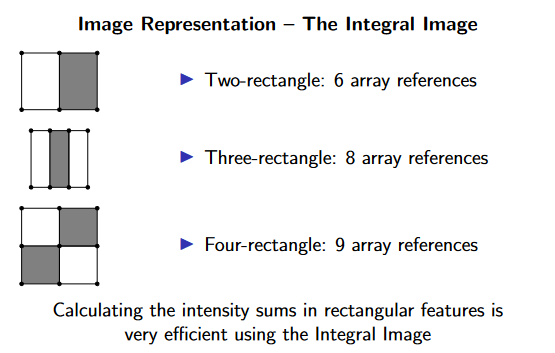 Image Representation – The Integral Image
▶ Two-rectangle: 6 array references
▶ Three-rectangle: 8 array references
▶ Four-rectangle: 9 array references
Calculating the intensity sums in rectangular features is
very efficient using the Integral Image